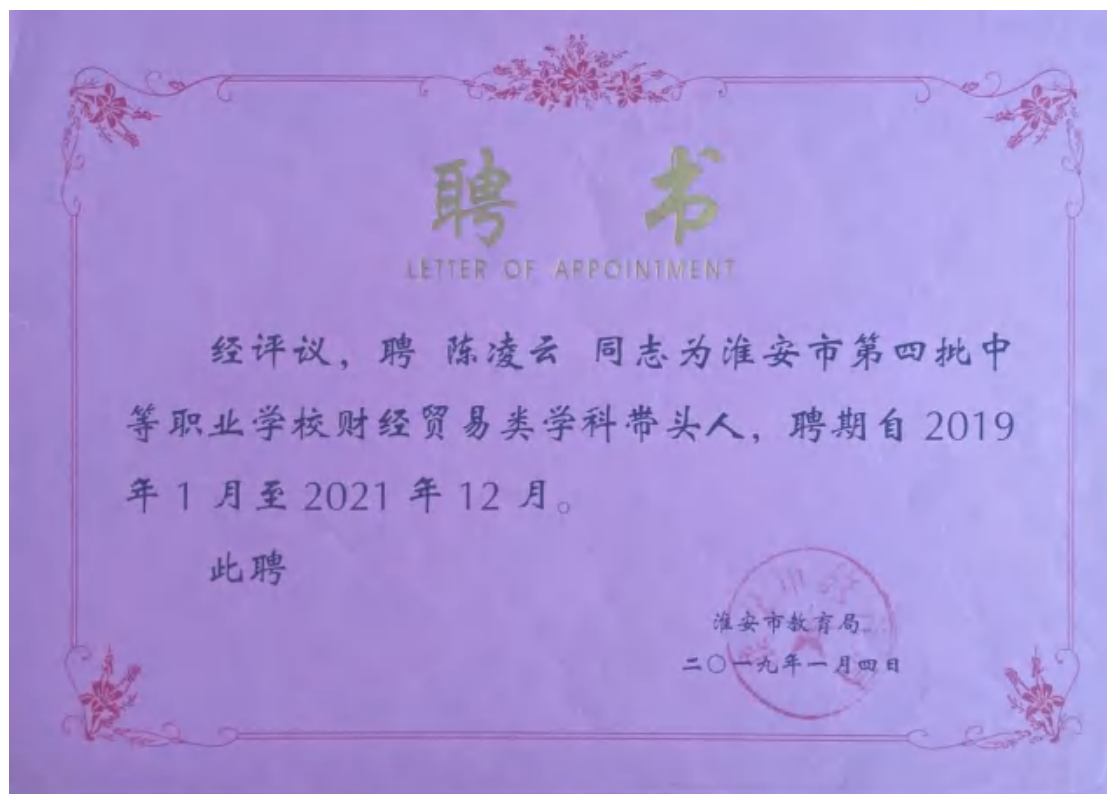 聘 书
LETTER OF APPOINTMENT
经评议，聘 陈凌云 同志为淮安市第四批中
等职业学校财经贸易类学科带头人，聘期自 2019
年 1 月至 2021 年 12 月。
此聘
淮安市教育局
二〇一九年一月四日